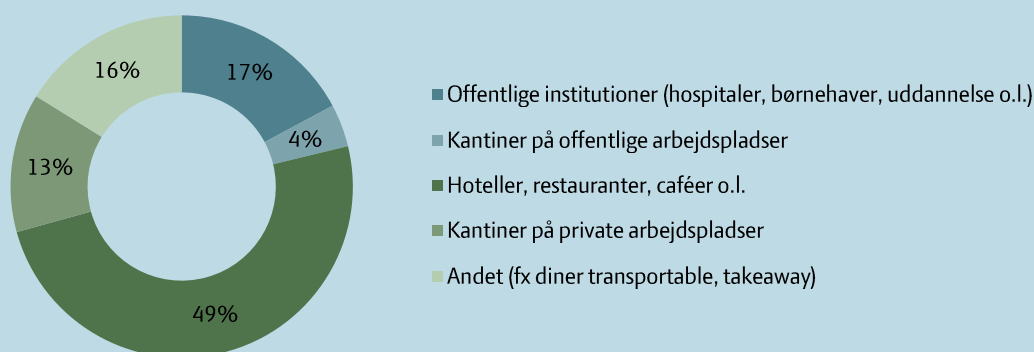 16%
17%
4%
13%
49%
Offentlige institutioner (hospitaler, børnehaver, uddannelse o.l.)
Kantiner på offentlige arbejdspladser
Hoteller, restauranter, caféer o.l.
Kantiner på private arbejdspladser
Andet (fx diner transportable, takeaway)